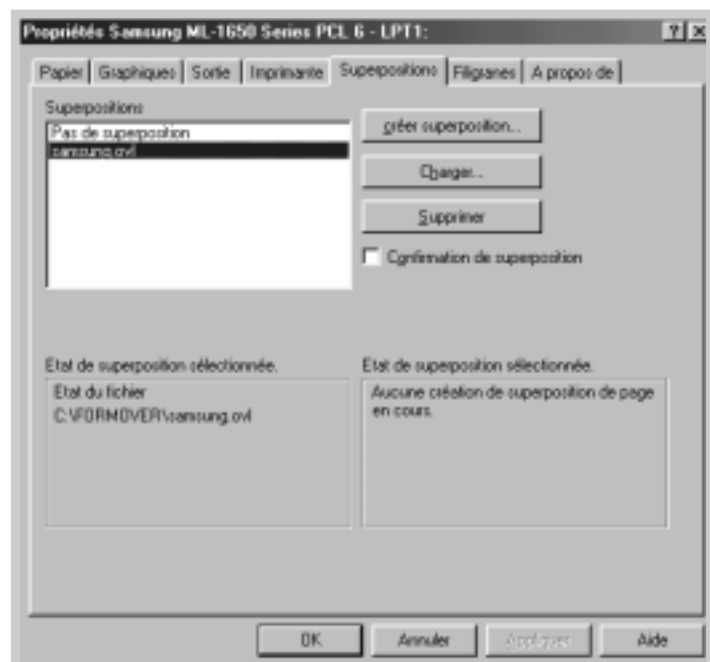 Propriétés Samsung ML-1650 Series PCL 6 - LPT1:
Papier Graphiques Sortie Imprimante Superpositions Filigranes A propos de
Superpositions
Pas de superposition
samsung.ovl
créer superposition...
Charger...
Supprimer
Confirmation de superposition
Etat de superposition sélectionnée.
Etat du fichier
C:\FORMOVER\samsung.ovl
Etat de superposition sélectionnée.
Aucune création de superposition de page
en cours.
OK Annuler Appliquer Aide